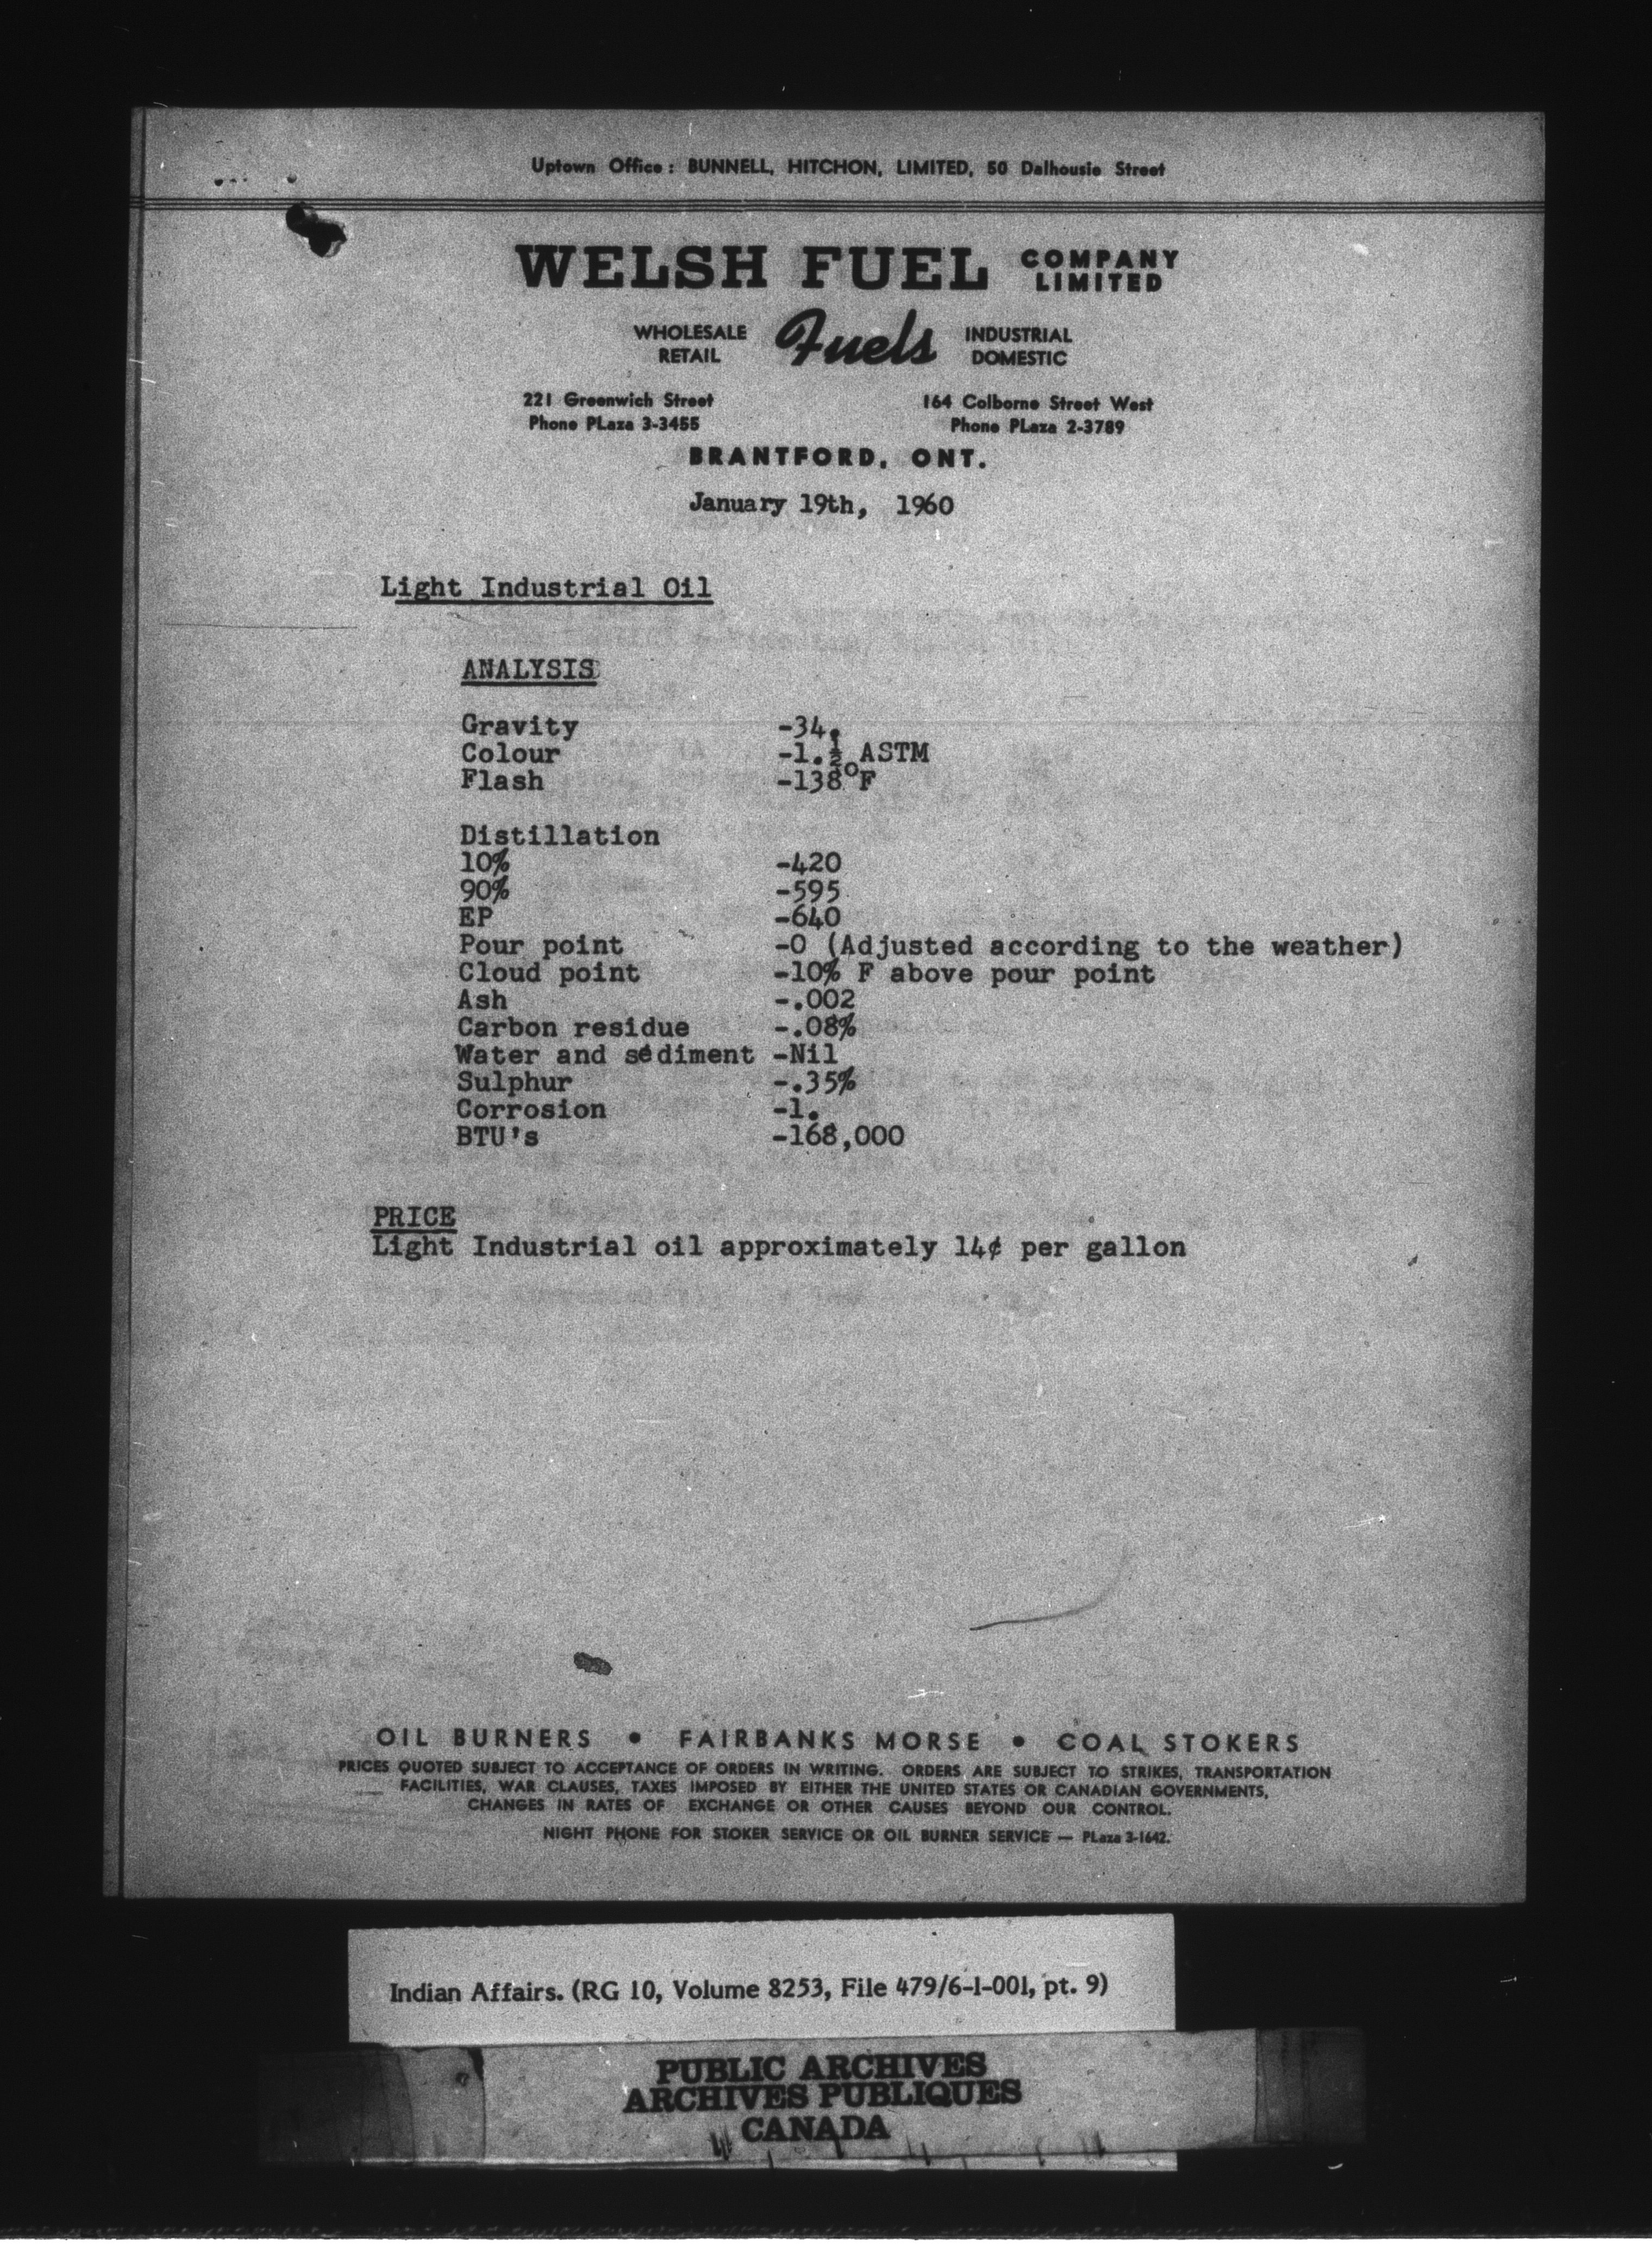 Uptown Office: BUNNELL, HITCHON, LIMITED, 50 Dalhousie Street
WELSH FUEL COMPANY LIMITED
WHOLESALE RETAIL Fuels INDUSTRIAL DOMESTIC
221 Greenwich Street 164 Colborne Street West
Phone PLaza 3-3455 Phone PLaza 2-3789
BRANTFORD, ONT.
January 19th, 1960
Light Industrial Oil
ANALYSIS
Gravity -34.
Colour -1.½ ASTM
Flash -138°F
Distillation
10% -420
90% -595
EP -640
Pour point -0 (Adjusted according to the weather)
Cloud point -10% F above pour point
Ash -.002
Carbon residue -.08%
Water and sediment -Nil
Sulphur -.35%
Corrosion -1.
BTU's -168,000
PRICE
Light Industrial oil approximately 14¢ per gallon
OIL BURNERS • FAIRBANKS MORSE • COAL STOKERS
PRICES QUOTED SUBJECT TO ACCEPTANCE OF ORDERS IN WRITING. ORDERS ARE SUBJECT TO STRIKES, TRANSPORTATION
FACILITIES, WAR CLAUSES, TAXES IMPOSED BY EITHER THE UNITED STATES OR CANADIAN GOVERNMENTS,
CHANGES IN RATES OF EXCHANGE OR OTHER CAUSES BEYOND OUR CONTROL.
NIGHT PHONE FOR STOKER SERVICE OR OIL BURNER SERVICE — PLaza 3-1642.
Indian Affairs. (RG 10, Volume 8253, File 479/6-1-001, pt. 9)
PUBLIC ARCHIVES
ARCHIVES PUBLIQUES
CANADA